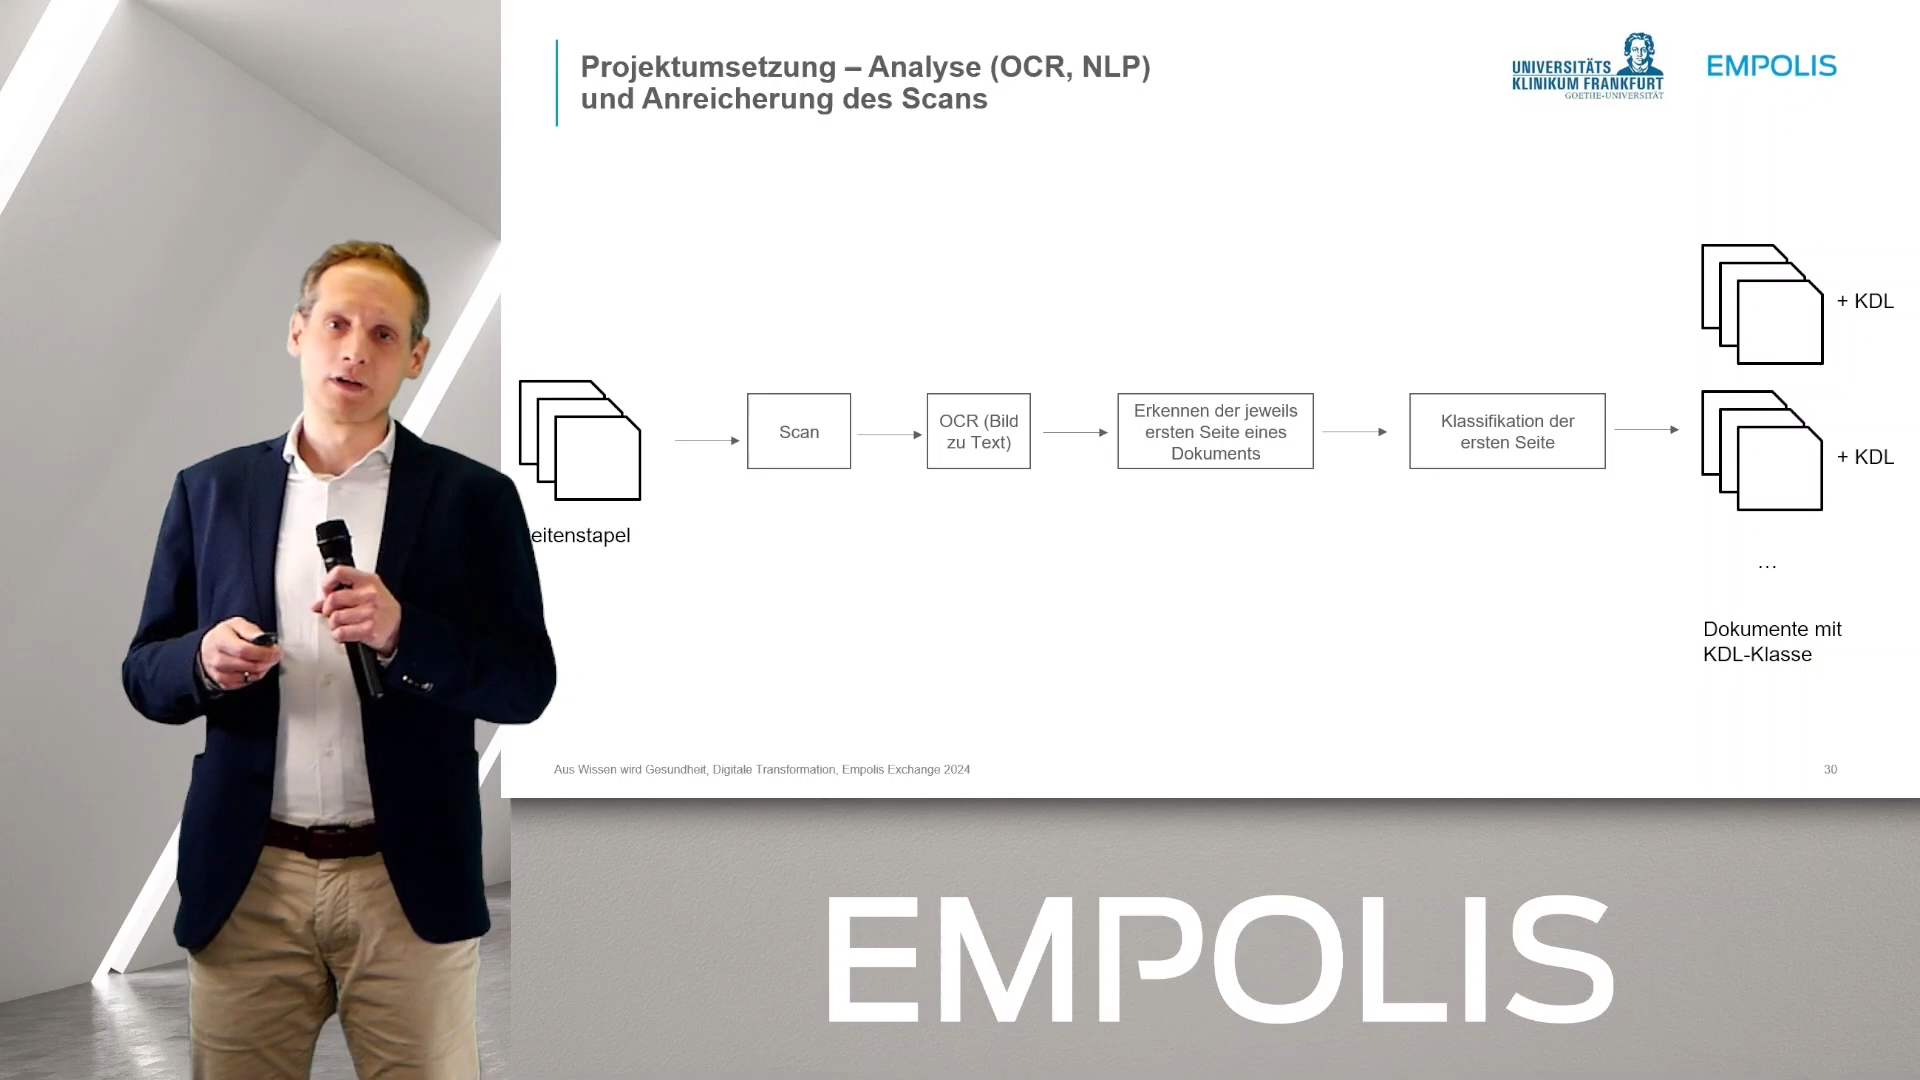 Projektumsetzung – Analyse (OCR, NLP)
und Anreicherung des Scans
UNIVERSITÄTS
KLINIKUM FRANKFURT
GOETHE-UNIVERSITÄT
EMPOLIS
eitenstapel
Scan
OCR (Bild
zu Text)
Erkennen der jeweils
ersten Seite eines
Dokuments
Klassifikation der
ersten Seite
+ KDL
+ KDL
...
Dokumente mit
KDL-Klasse
Aus Wissen wird Gesundheit, Digitale Transformation, Empolis Exchange 2024
30
EMPOLIS